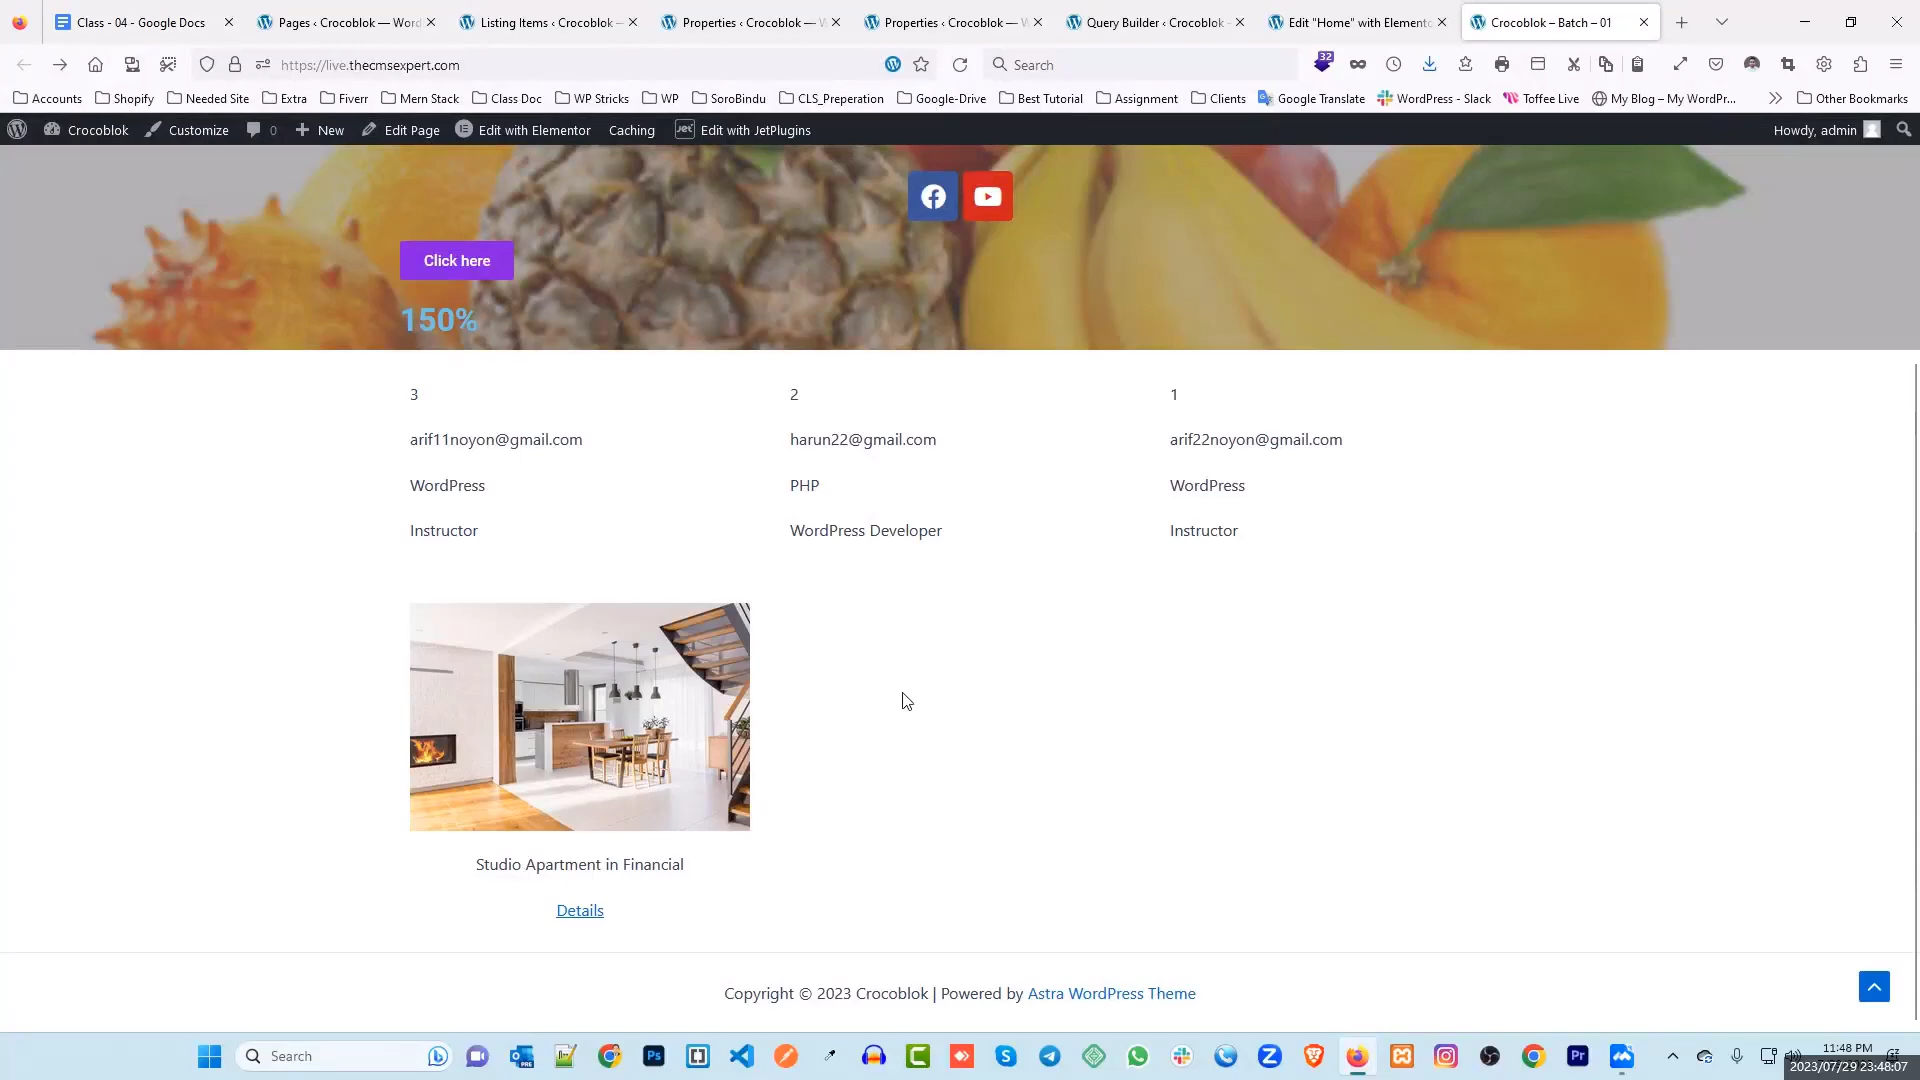 Class - 04 - Google Docs
Pages ‹ Crocoblok — Word
Listing Items ‹ Crocoblok —
Properties ‹ Crocoblok — W
Properties ‹ Crocoblok — W
Query Builder ‹ Crocoblok -
Edit "Home" with Elemento
Crocoblok – Batch – 01
https://live.thecmsexpert.com
Search
32
Accounts
Shopify
Needed Site
Extra
Fiverr
Mern Stack
Class Doc
WP Stricks
WP
SoroBindu
CLS_Preperation
Google-Drive
Best Tutorial
Assignment
Clients
Google Translate
WordPress - Slack
Toffee Live
My Blog – My WordPr...
Other Bookmarks
Crocoblok
Customize
0
New
Edit Page
Edit with Elementor
Caching
Jet
Edit with JetPlugins
Howdy, admin
Click here
150%
3
2
1
arif11noyon@gmail.com
harun22@gmail.com
arif22noyon@gmail.com
WordPress
PHP
WordPress
Instructor
WordPress Developer
Instructor
Studio Apartment in Financial
Details
Copyright © 2023 Crocoblok | Powered by Astra WordPress Theme
Search
11:48 PM
2023/07/29 23:48:07